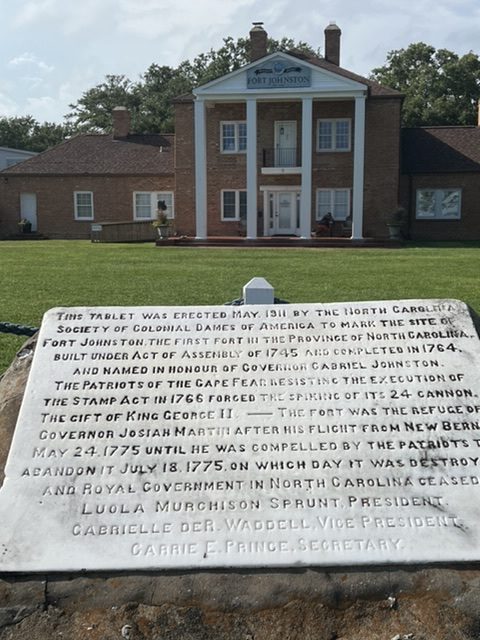 FORT JOHNSTON
THIS TABLET WAS ERECTED MAY, 1911 BY THE NORTH CAROLINA
SOCIETY OF COLONIAL DAMES OF AMERICA TO MARK THE SITE OF
FORT JOHNSTON, THE FIRST FORT IN THE PROVINCE OF NORTH CAROLINA,
BUILT UNDER ACT OF ASSEMBLY OF 1745 AND COMPLETED IN 1764,
AND NAMED IN HONOUR OF GOVERNOR GABRIEL JOHNSTON.
THE PATRIOTS OF THE CAPE FEAR RESISTING THE EXECUTION OF
THE STAMP ACT IN 1766 FORCED THE SPIKING OF ITS 24 CANNON,
THE GIFT OF KING GEORGE II — THE FORT WAS THE REFUGE OF
GOVERNOR JOSIAH MARTIN AFTER HIS FLIGHT FROM NEW BERN
MAY 24, 1775 UNTIL HE WAS COMPELLED BY THE PATRIOTS T
ABANDON IT JULY 18, 1775, ON WHICH DAY IT WAS DESTROY
AND ROYAL GOVERNMENT IN NORTH CAROLINA CEASED
LUOLA MURCHISON SPRUNT, PRESIDENT.
GABRIELLE DER. WADDELL, VICE PRESIDENT
CARRIE E. PRINCE, SECRETARY.